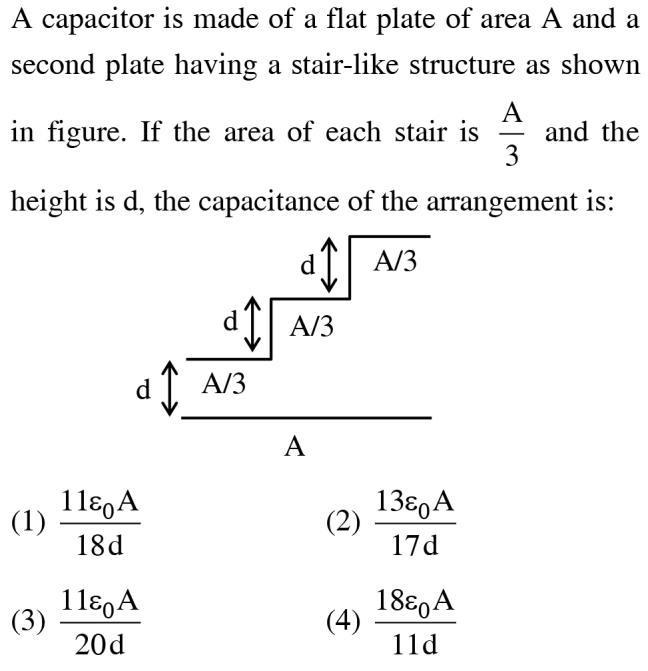 A capacitor is made of a flat plate of area A and a
second plate having a stair-like structure as shown
in figure. If the area of each stair is A/3 and the
height is d, the capacitance of the arrangement is:
d A/3
d A/3
d A/3
A
(1) 11ε₀A/18d (2) 13ε₀A/17d
(3) 11ε₀A/20d (4) 18ε₀A/11d